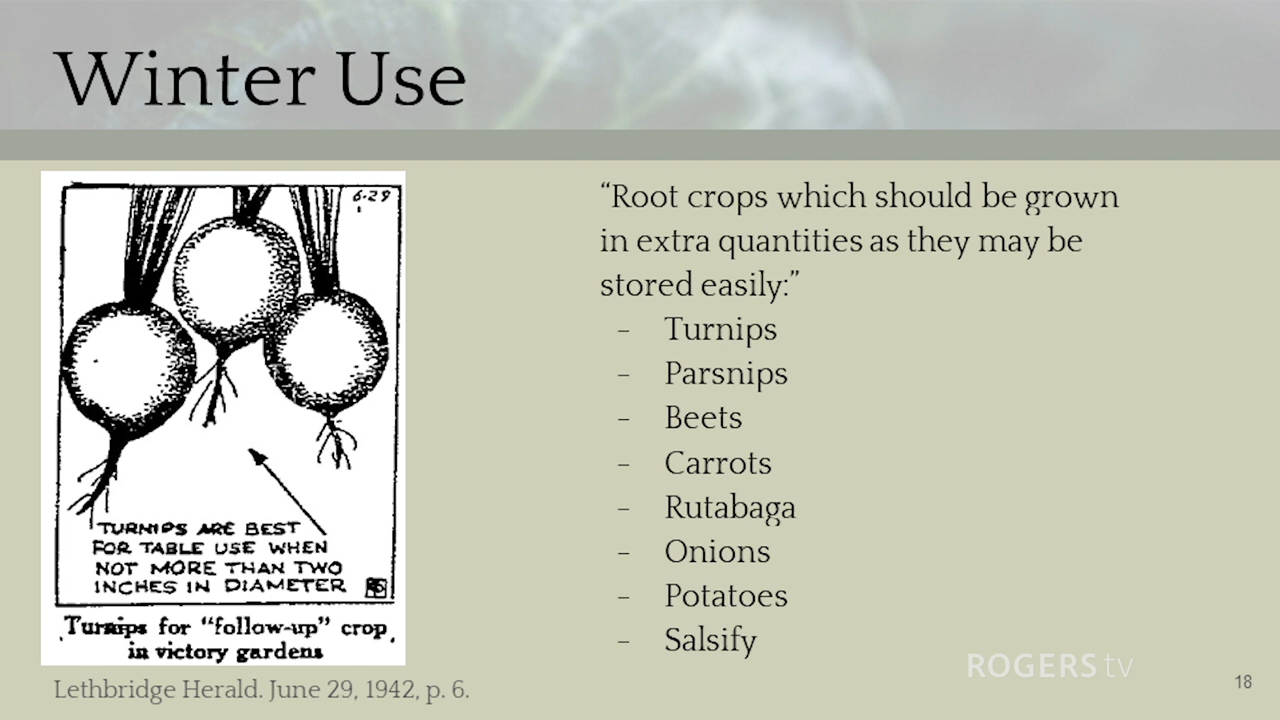 Winter Use
6-29
TURNIPS ARE BEST
FOR TABLE USE WHEN
NOT MORE THAN TWO
INCHES IN DIAMETER
Turnips for “follow-up” crop
in victory gardens
Lethbridge Herald. June 29, 1942, p. 6.
“Root crops which should be grown
in extra quantities as they may be
stored easily:”
- Turnips
- Parsnips
- Beets
- Carrots
- Rutabaga
- Onions
- Potatoes
- Salsify
ROGERS tv
18